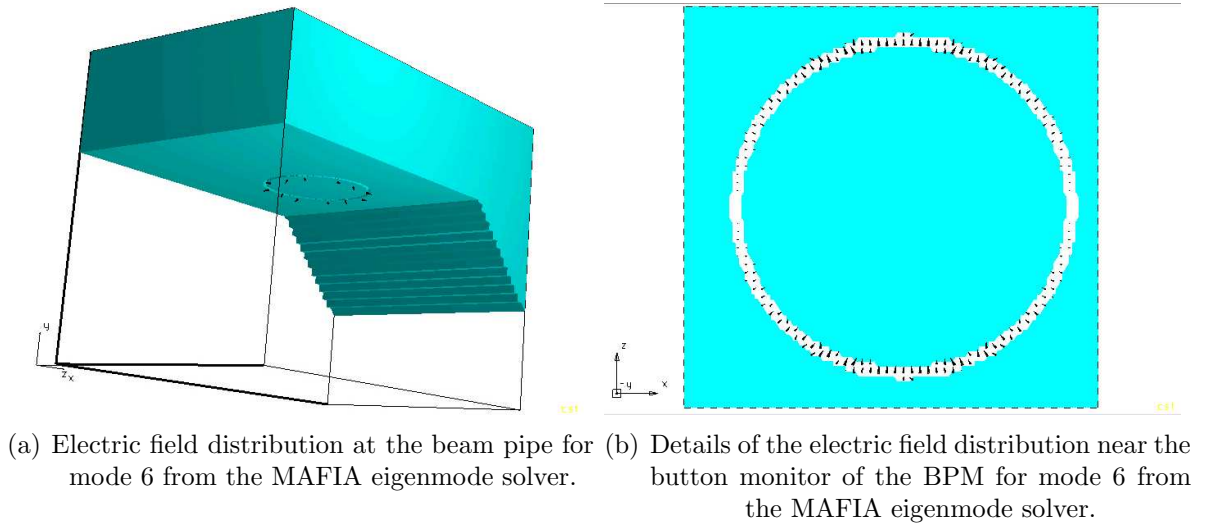 y
z x
z
-y x
(a) Electric field distribution at the beam pipe for
mode 6 from the MAFIA eigenmode solver.
(b) Details of the electric field distribution near the
button monitor of the BPM for mode 6 from
the MAFIA eigenmode solver.